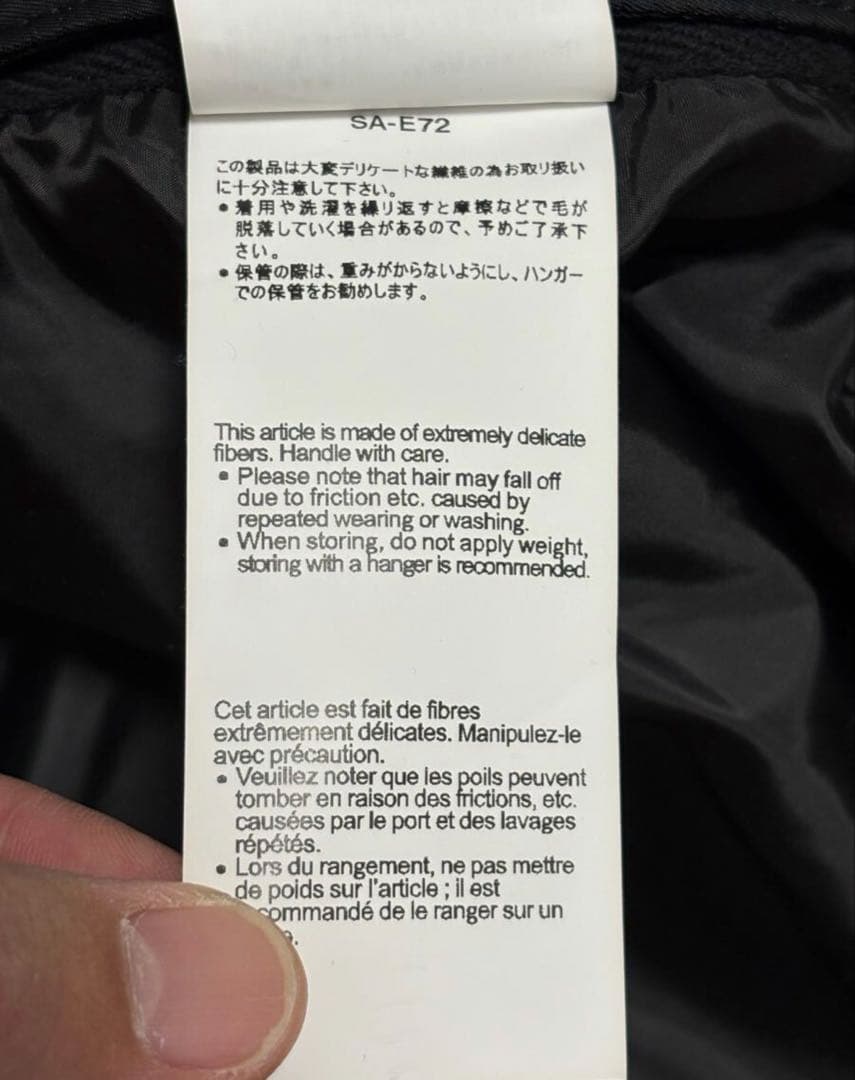 SA-E72
この製品は大変デリケートな繊維の為お取り扱い
に十分注意して下さい。
● 着用や洗濯を繰り返すと摩擦などで毛が
脱落していく場合があるので、予めご了承下
さい。
● 保管の際は、重みがからないようにし、ハンガー
での保管をお勧めします。
This article is made of extremely delicate
fibers. Handle with care.
● Please note that hair may fall off
due to friction etc. caused by
repeated wearing or washing.
● When storing, do not apply weight,
storing with a hanger is recommended.
Cet article est fait de fibres
extrêmement délicates. Manipulez-le
avec précaution.
● Veuillez noter que les poils peuvent
tomber en raison des frictions, etc.
causées par le port et des lavages
répétés.
● Lors du rangement, ne pas mettre
de poids sur l'article ; il est
commandé de le ranger sur un